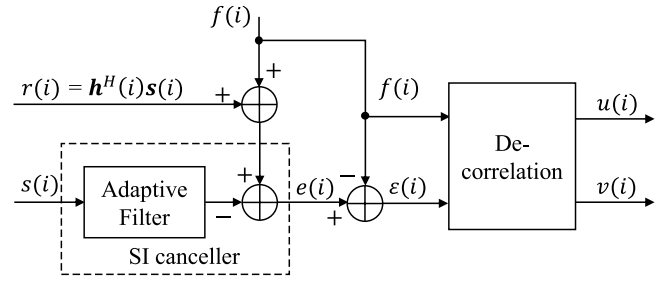 f(i)
+
r(i) = h^H(i)s(i)
+
f(i)
u(i)
De-
correlation
s(i)
Adaptive
Filter
+
−
e(i)
−
+
ε(i)
v(i)
SI canceller